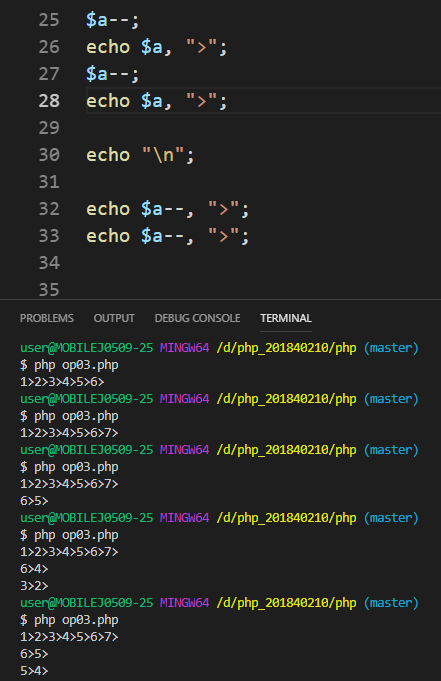 25 $a--;
26 echo $a, ">";
27 $a--;
28 echo $a, ">";
29
30 echo "\n";
31
32 echo $a--, ">";
33 echo $a--, ">";
34
35
PROBLEMS OUTPUT DEBUG CONSOLE TERMINAL
user@MOBILEJ0509-25 MINGW64 /d/php_201840210/php (master)
$ php op03.php
1>2>3>4>5>6>
user@MOBILEJ0509-25 MINGW64 /d/php_201840210/php (master)
$ php op03.php
1>2>3>4>5>6>7>
user@MOBILEJ0509-25 MINGW64 /d/php_201840210/php (master)
$ php op03.php
1>2>3>4>5>6>7>
6>5>
user@MOBILEJ0509-25 MINGW64 /d/php_201840210/php (master)
$ php op03.php
1>2>3>4>5>6>7>
6>4>
3>2>
user@MOBILEJ0509-25 MINGW64 /d/php_201840210/php (master)
$ php op03.php
1>2>3>4>5>6>7>
6>5>
5>4>